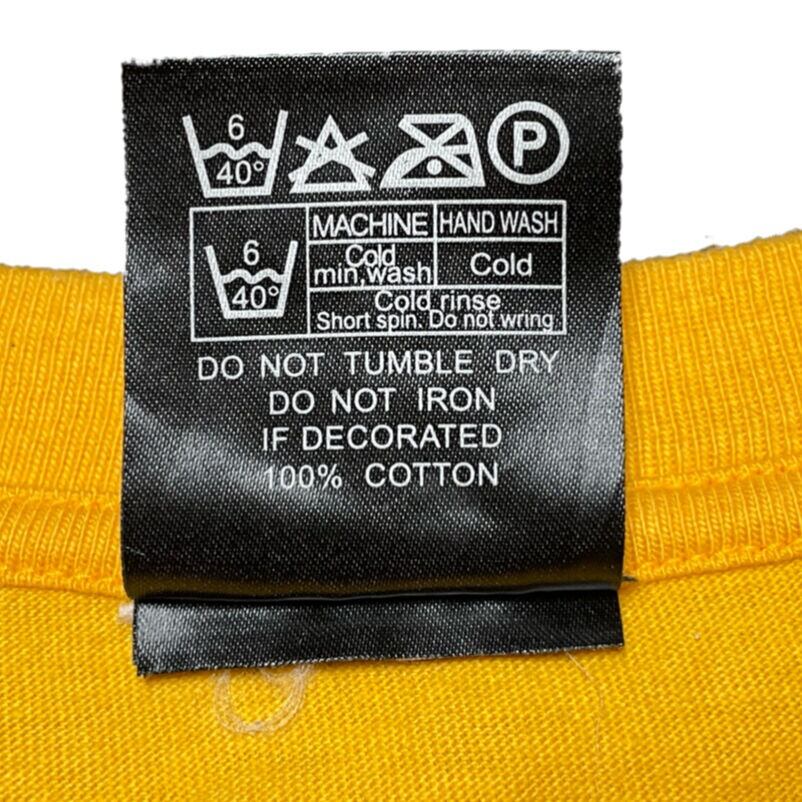 6
40°
P
MACHINE HAND WASH
6
40°
Cold
min,wash
Cold
Cold rinse
Short spin. Do not wring
DO NOT TUMBLE DRY
DO NOT IRON
IF DECORATED
100% COTTON